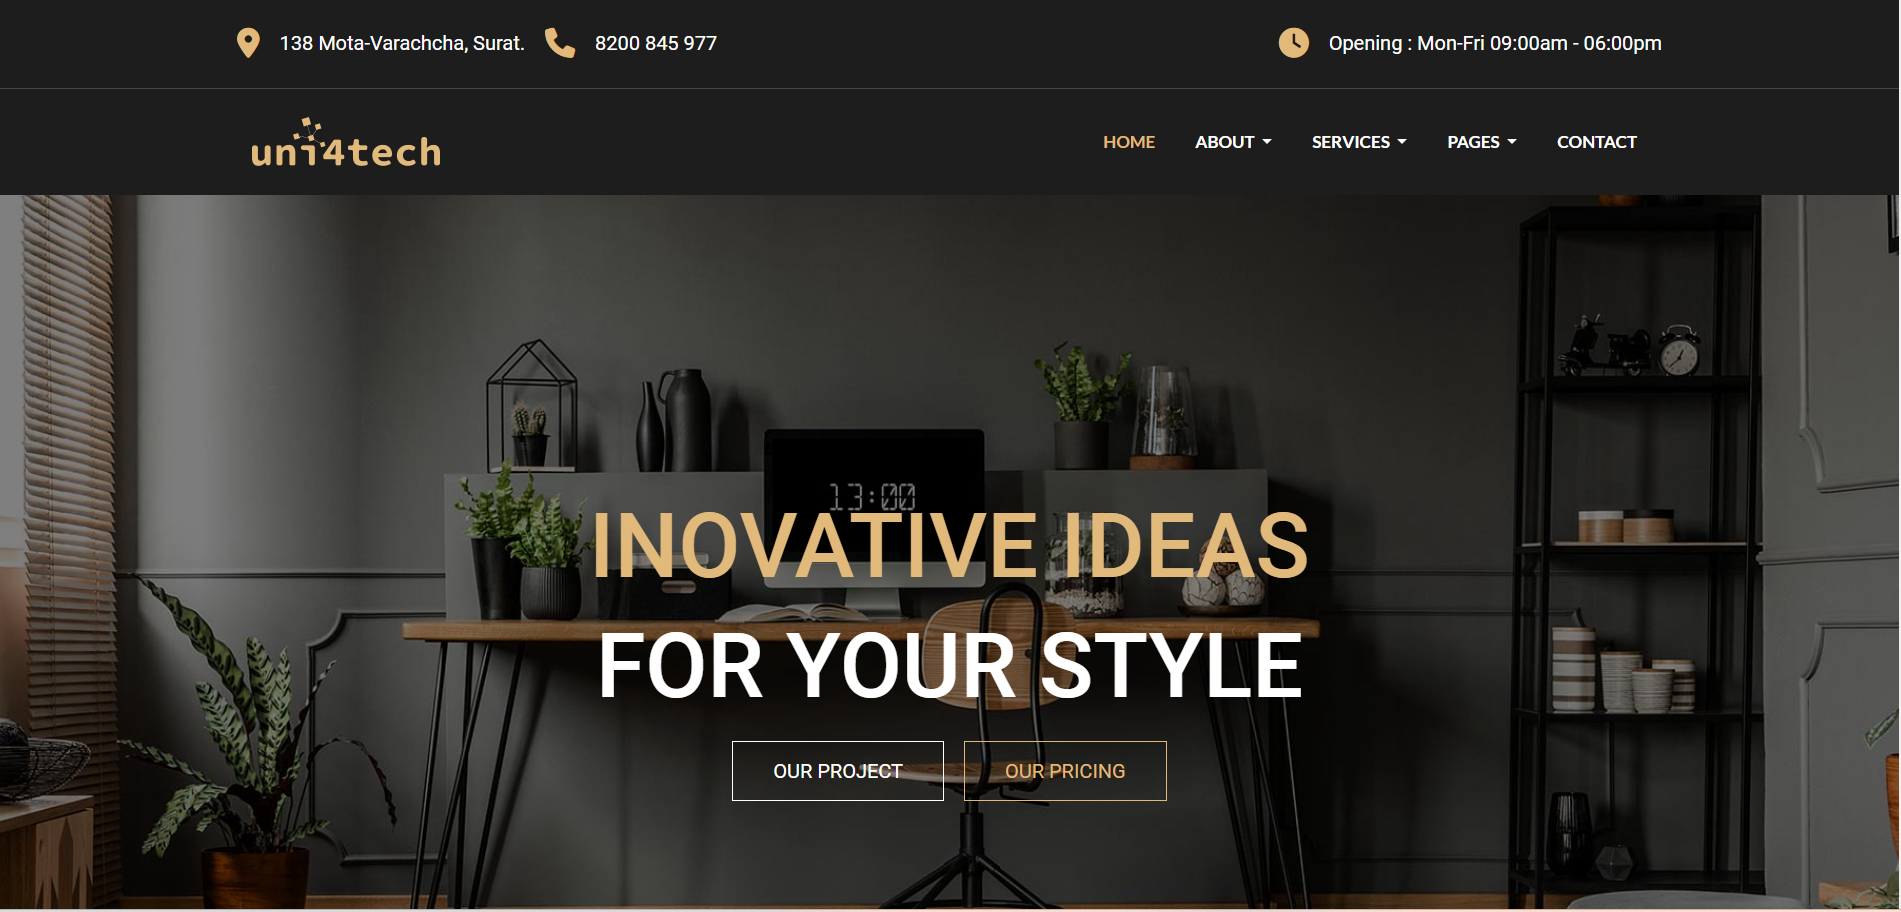 138 Mota-Varachcha, Surat. 8200 845 977 Opening : Mon-Fri 09:00am - 06:00pm
uni4tech HOME ABOUT SERVICES PAGES CONTACT
13:00
INOVATIVE IDEAS
FOR YOUR STYLE
OUR PROJECT OUR PRICING